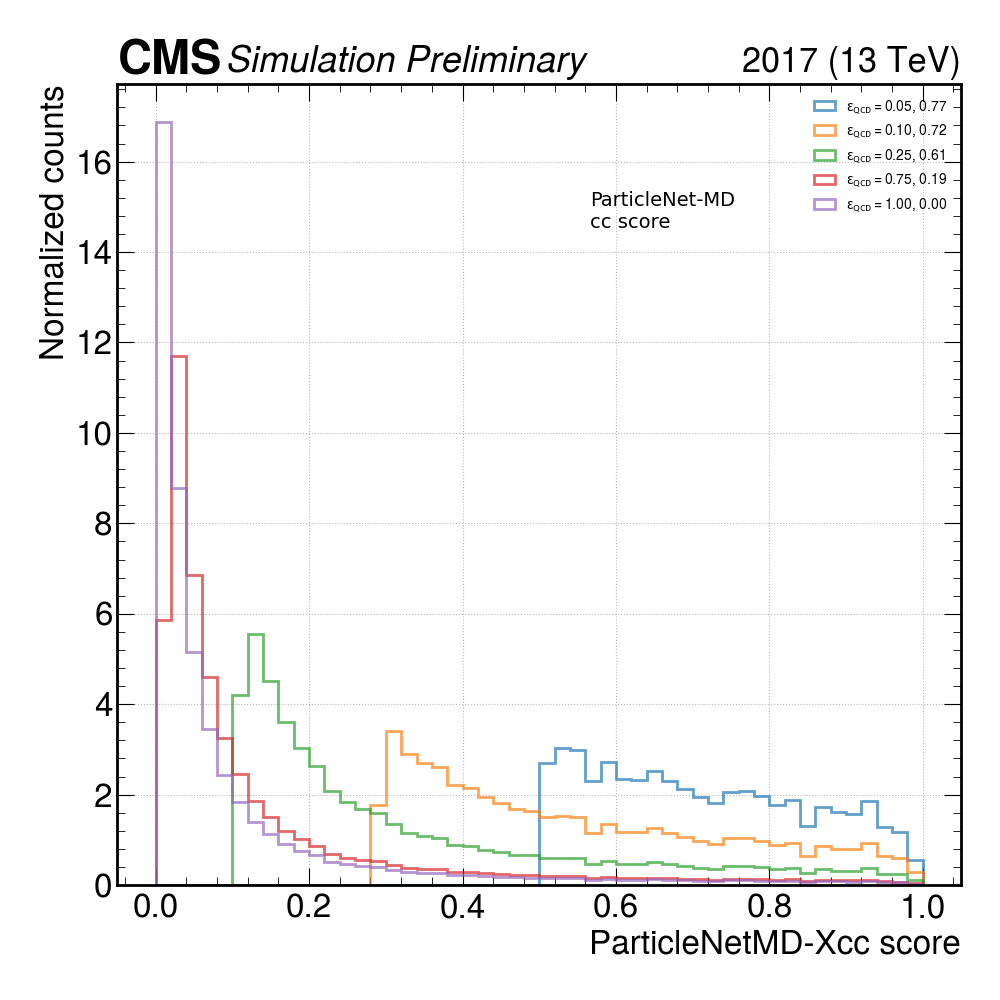 CMS Simulation Preliminary 2017 (13 TeV)
Normalized counts
16
14
12
10
8
6
4
2
0
ε_QCD = 0.05, 0.77
ε_QCD = 0.10, 0.72
ε_QCD = 0.25, 0.61
ε_QCD = 0.75, 0.19
ε_QCD = 1.00, 0.00
ParticleNet-MD
cc score
0.0 0.2 0.4 0.6 0.8 1.0
ParticleNetMD-Xcc score